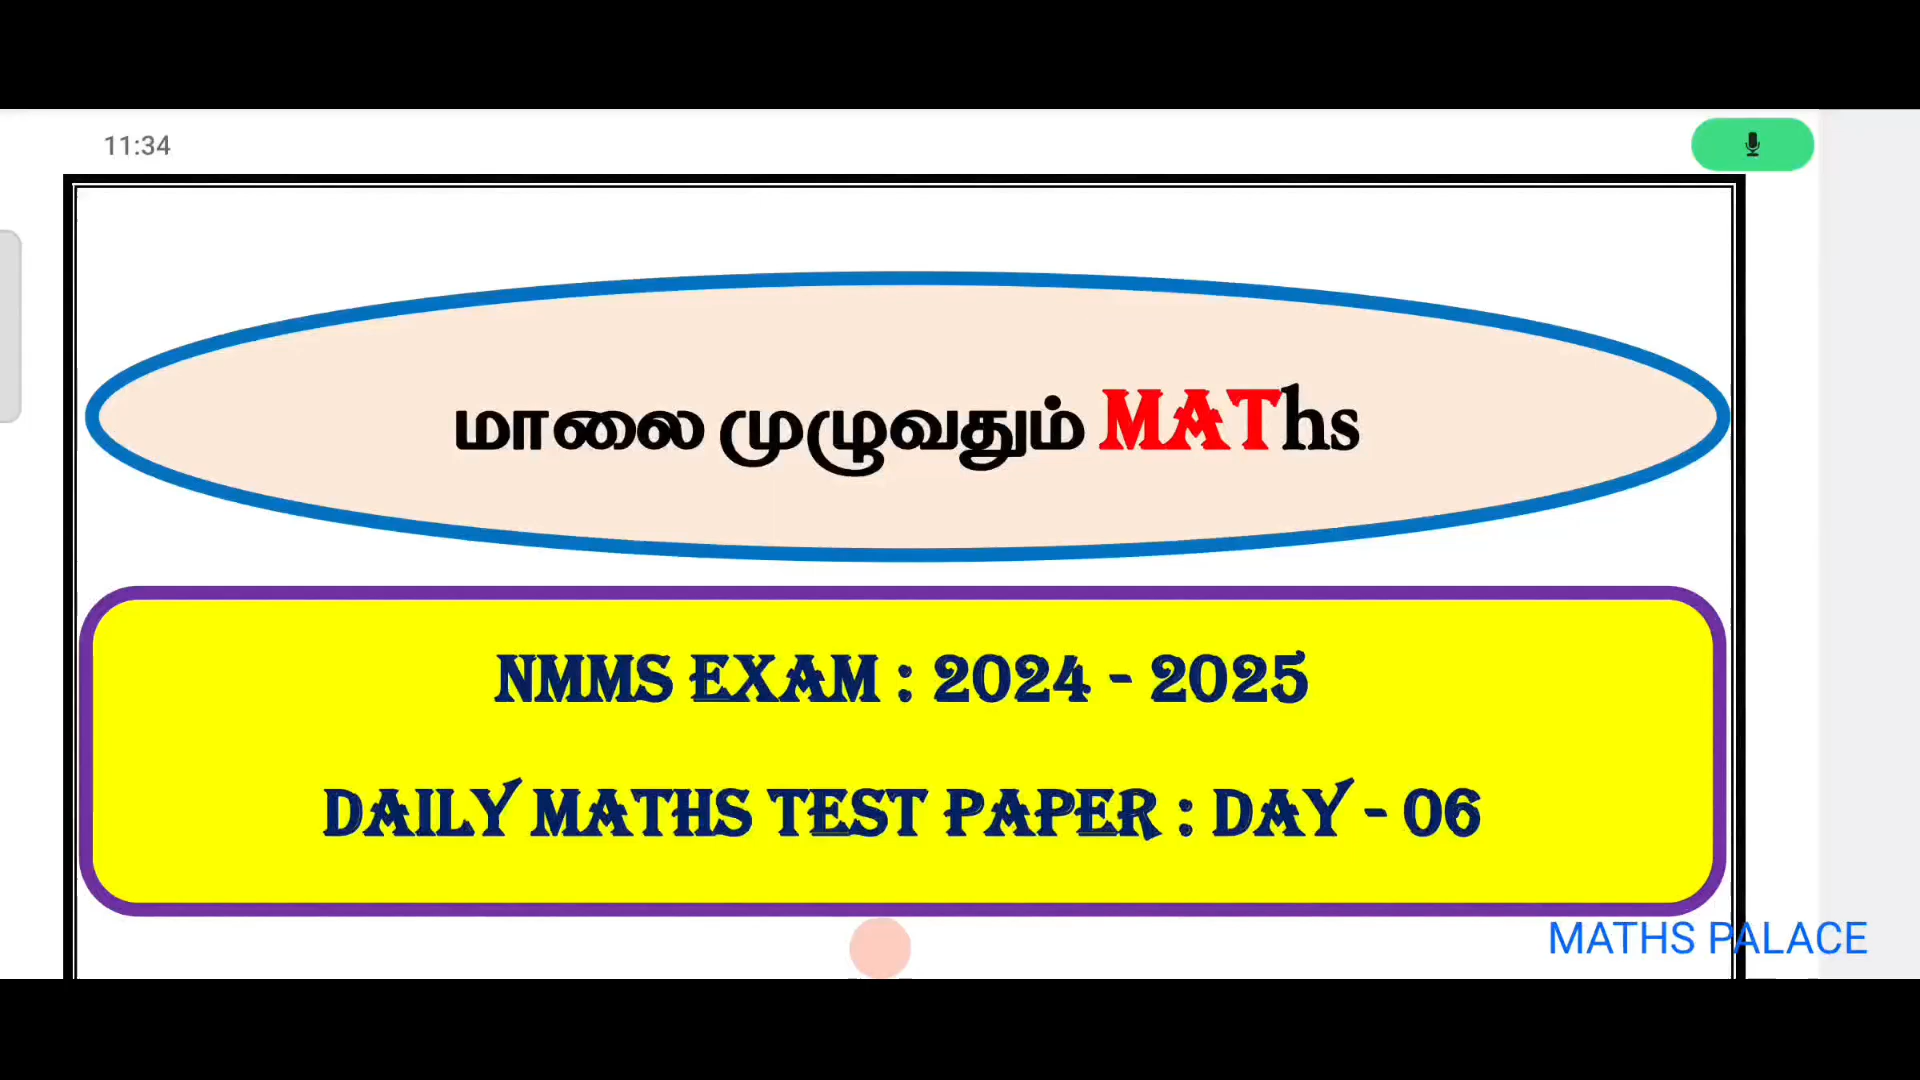 11:34
மாலை முழுவதும் MAThs
NMMS EXAM : 2024 - 2025
DAILY MATHS TEST PAPER : DAY - 06
MATHS PALACE